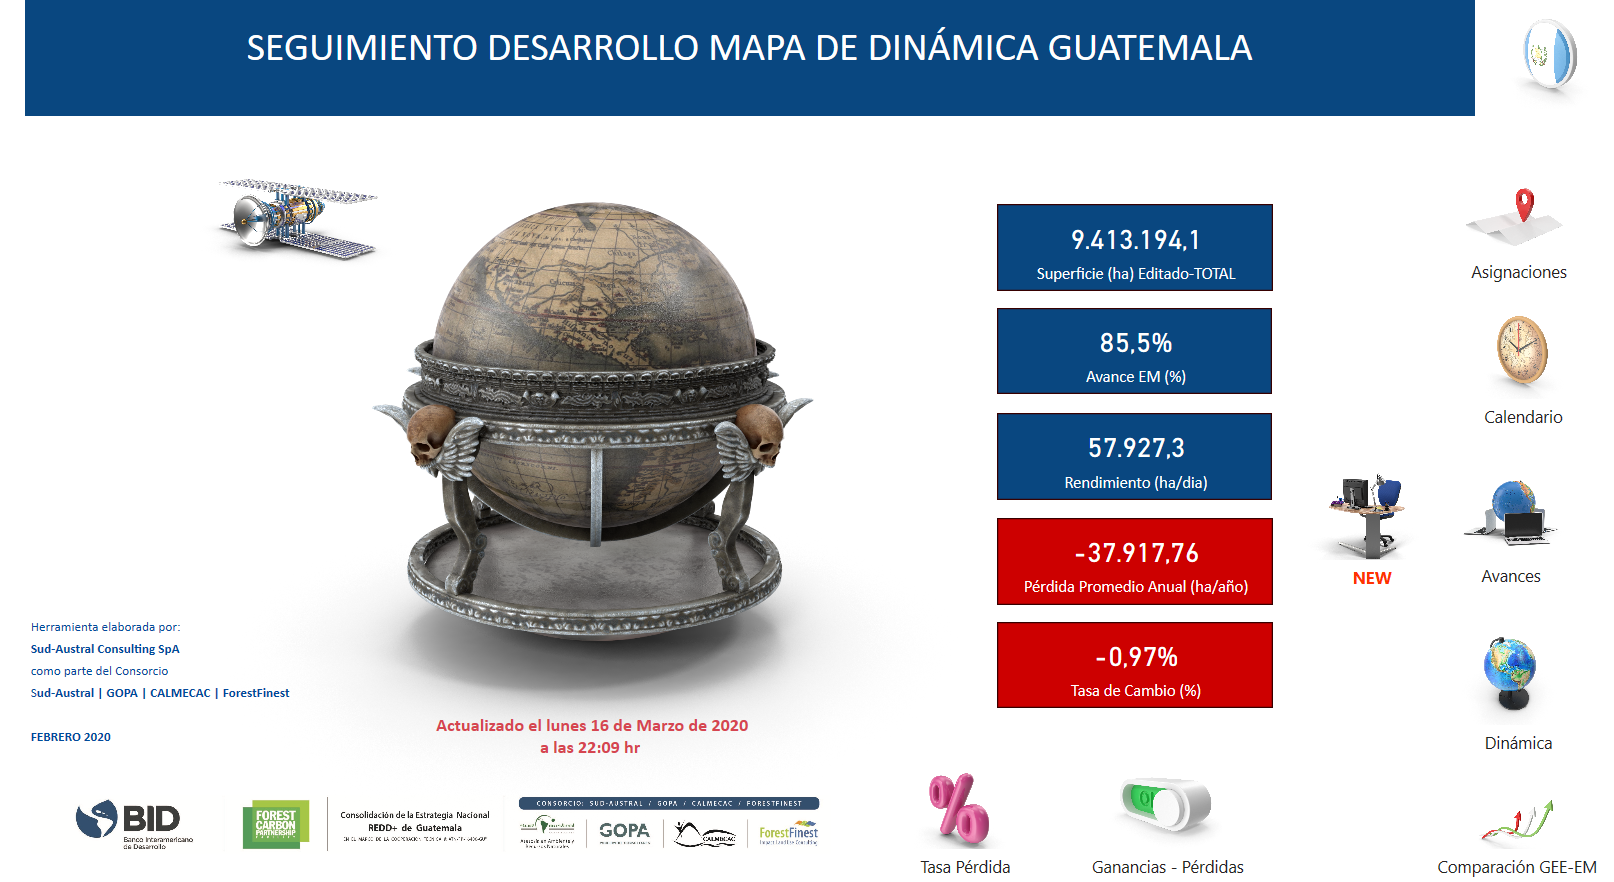 SEGUIMIENTO DESARROLLO MAPA DE DINÁMICA GUATEMALA
9.413.194,1
Superficie (ha) Editado-TOTAL
85,5%
Avance EM (%)
57.927,3
Rendimiento (ha/dia)
-37.917,76
Pérdida Promedio Anual (ha/año)
-0,97%
Tasa de Cambio (%)
Asignaciones
Calendario
NEW
Avances
Dinámica
Herramienta elaborada por:
Sud-Austral Consulting SpA
como parte del Consorcio
Sud-Austral | GOPA | CALMECAC | ForestFinest
FEBRERO 2020
Actualizado el lunes 16 de Marzo de 2020
a las 22:09 hr
BID
Banco Interamericano
de Desarrollo
FOREST
CARBON
PARTNERSHIP
Consolidación de la Estrategia Nacional
REDD+ de Guatemala
CONSORCIO: SUD-AUSTRAL / GOPA / CALMECAC / FORESTFINEST
GOPA
CALMECAC
ForestFinest
Tasa Pérdida
Ganancias - Pérdidas
Comparación GEE-EM